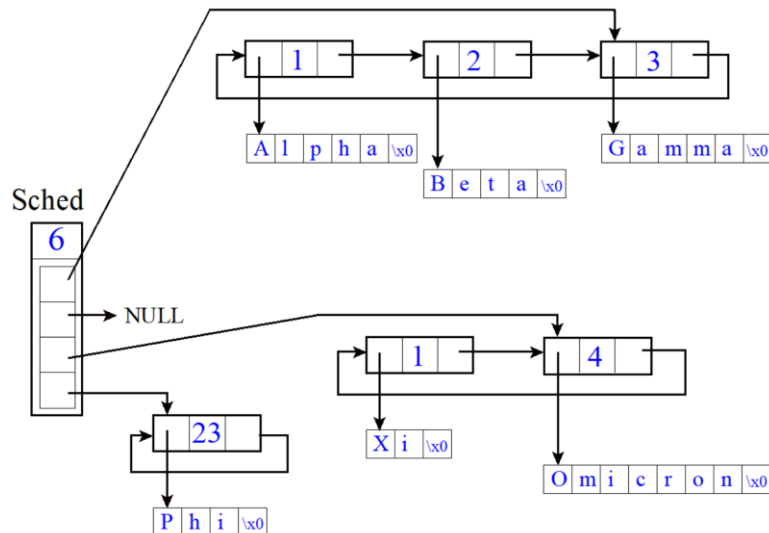 1 2 3
A l p h a \x0
G a m m a \x0
B e t a \x0
Sched
6
NULL
1 4
23
X i \x0
O m i c r o n \x0
P h i \x0